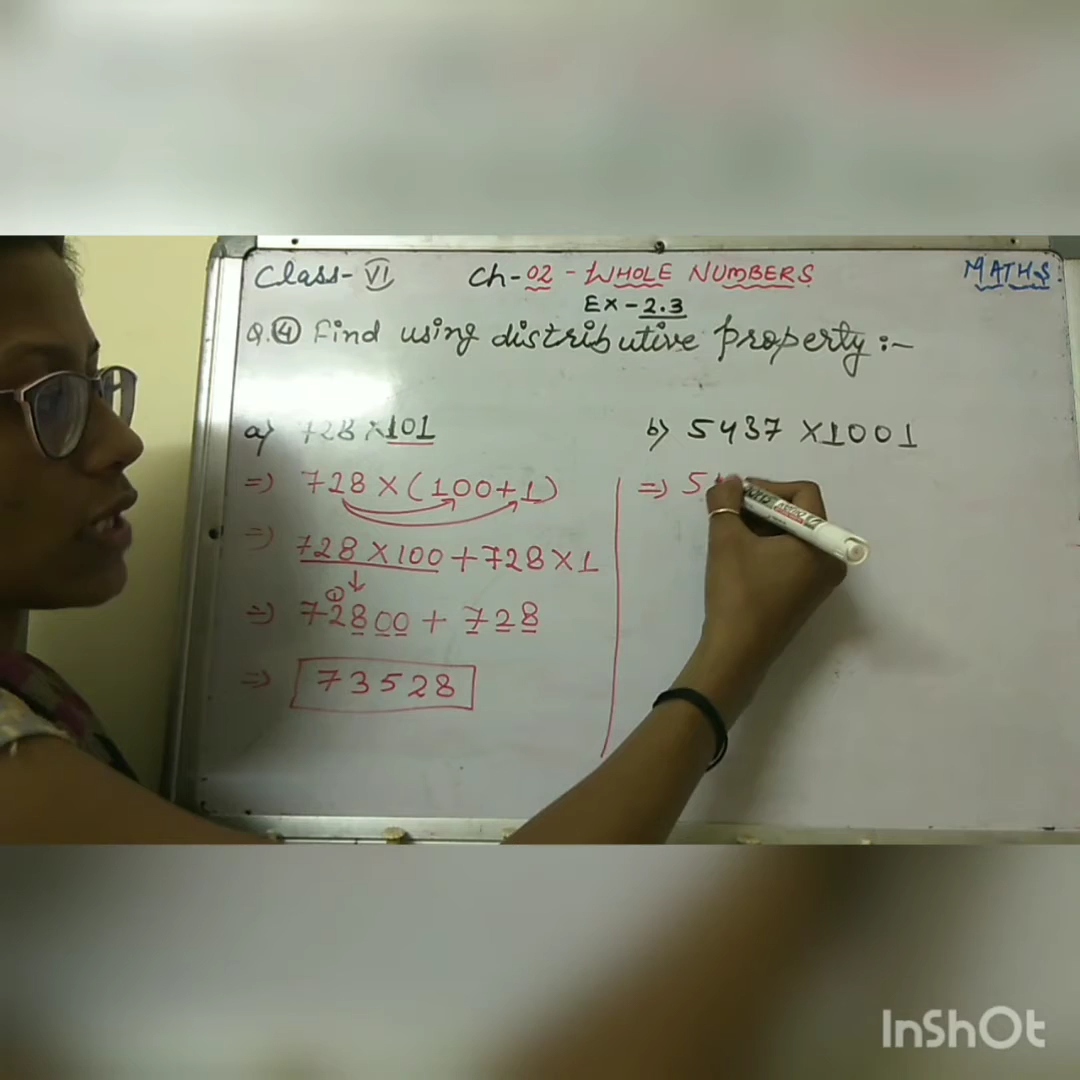 Class-VI Ch-02-WHOLE NUMBERS MATHS
Ex-2.3
Q.④ Find using distributive property:-
a) 728×101
=) 728×(100+1)
=) 728×100+728×1
=) 72800 + 728
=) 73528
b) 5437×1001
=) 5
InShOt